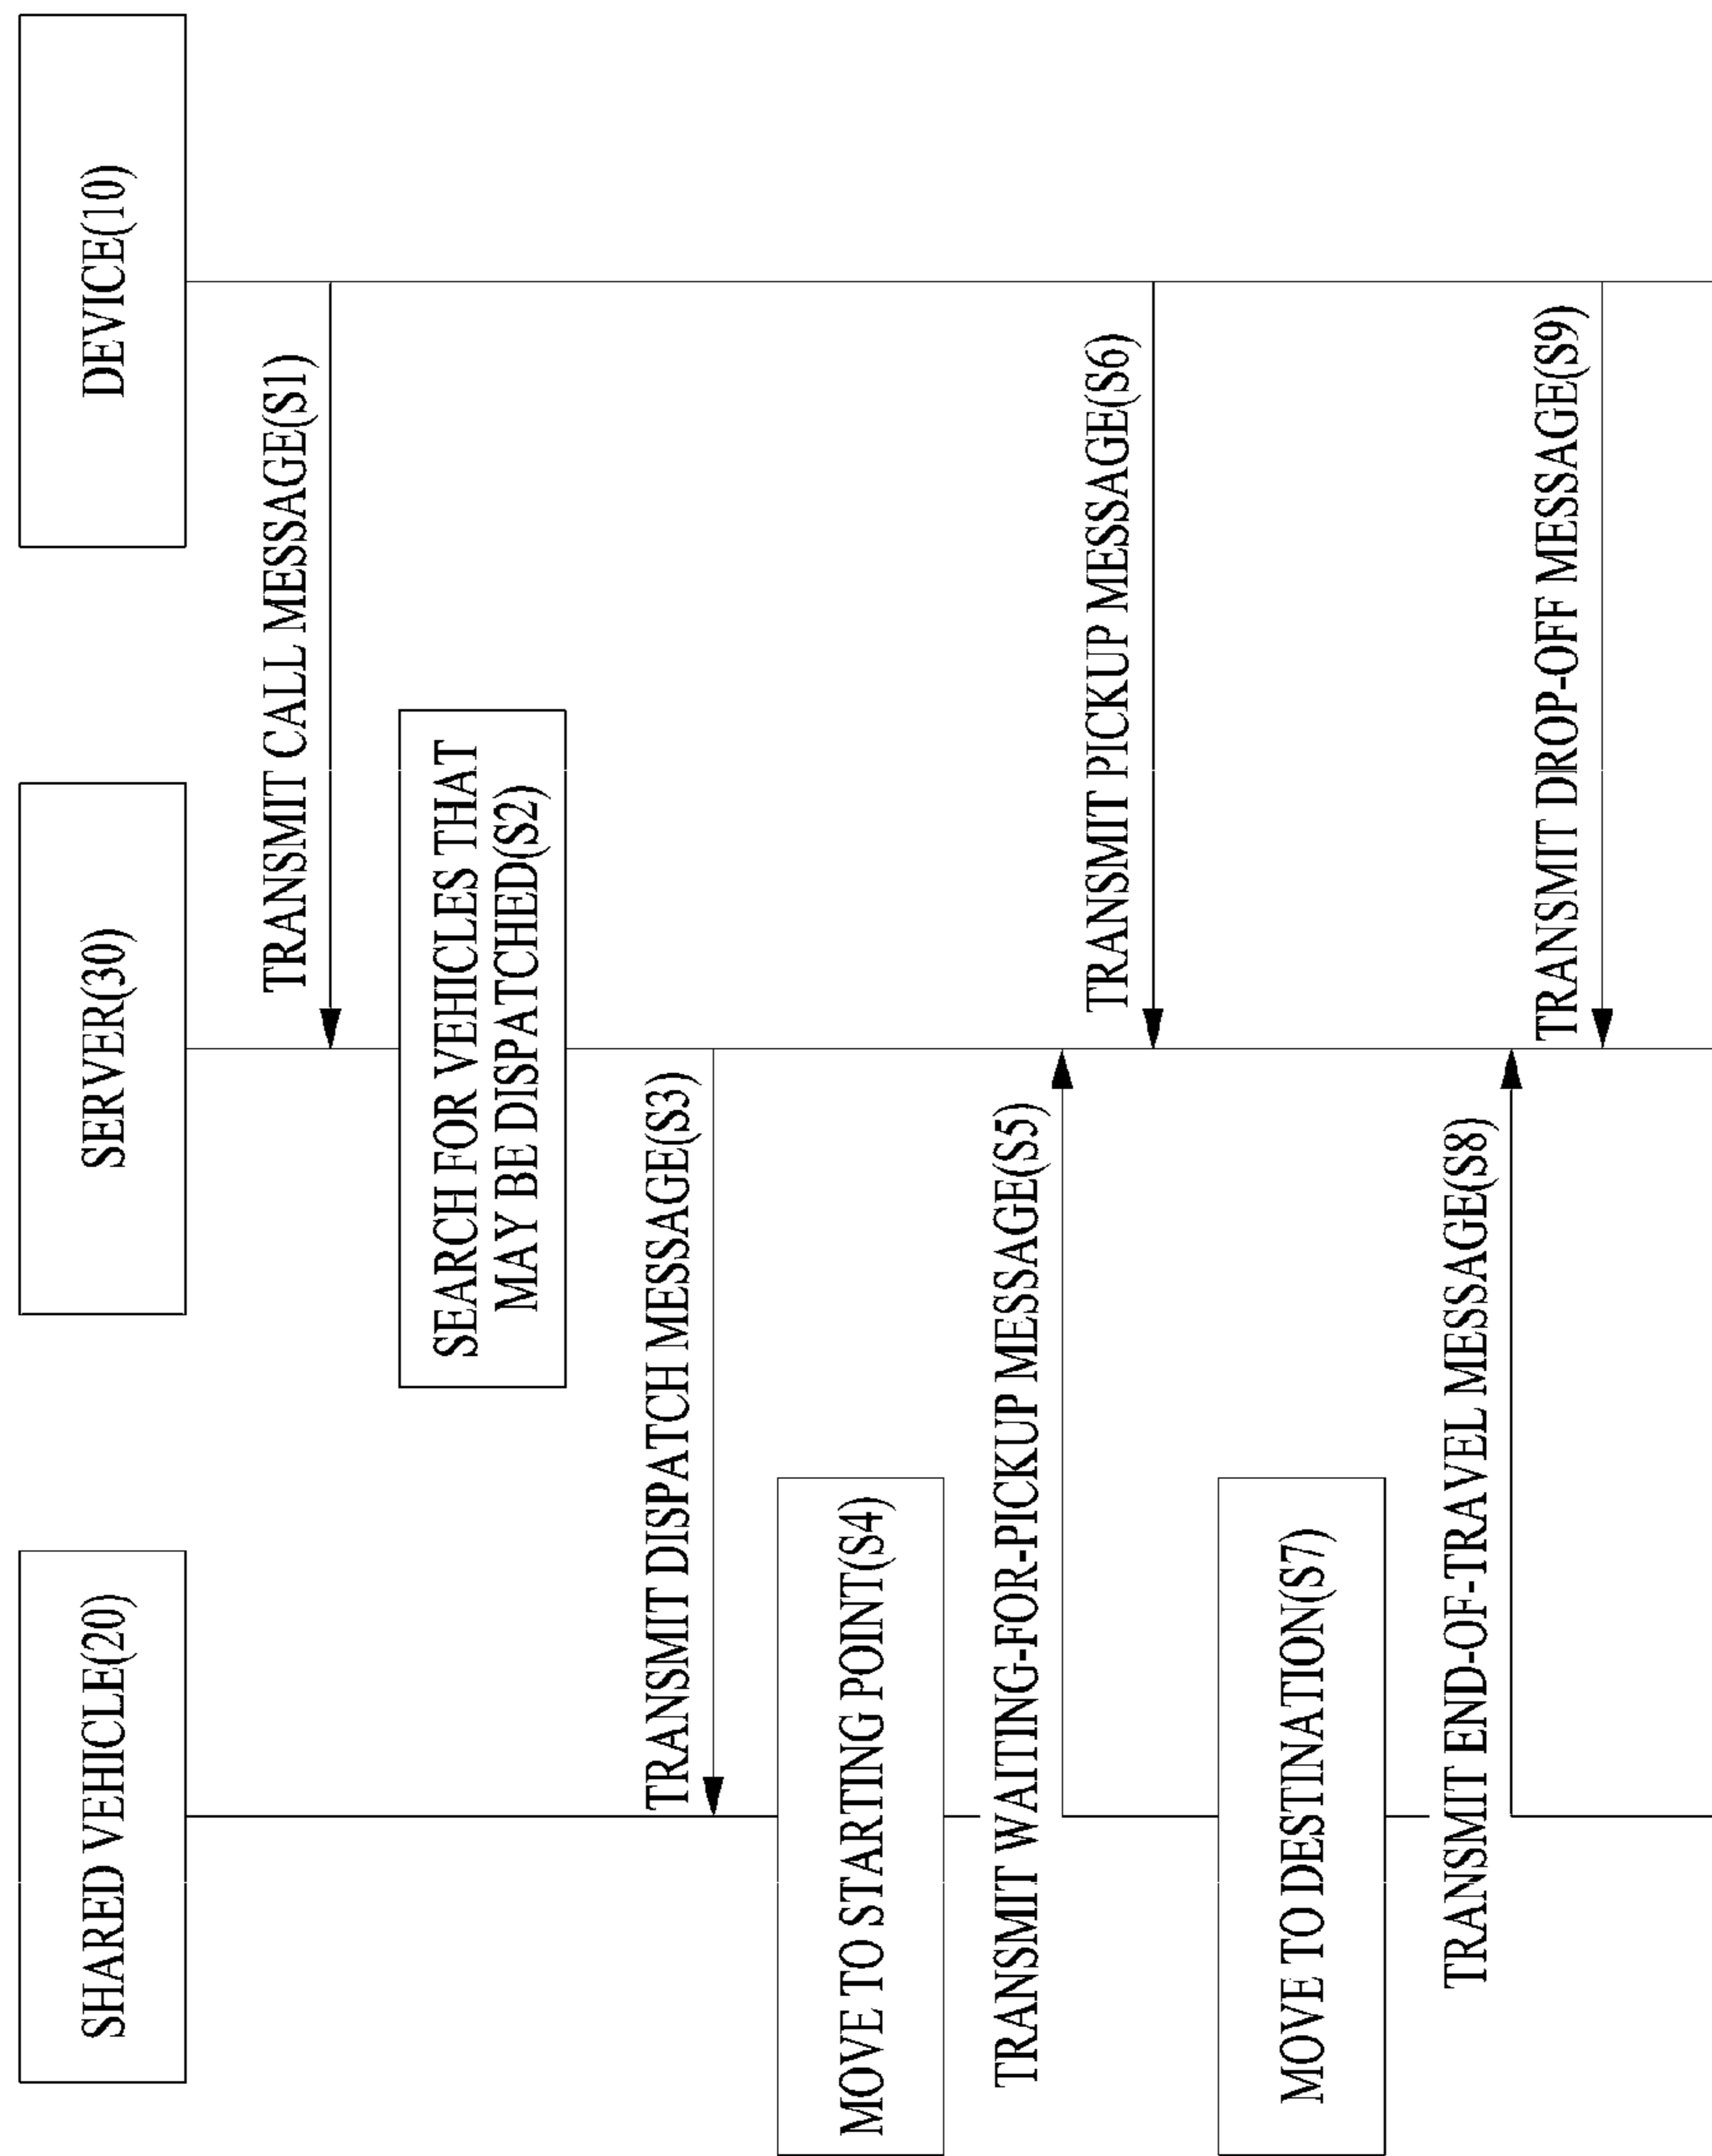 SHARED VEHICLE(20)
SERVER(30)
DEVICE(10)
TRANSMIT CALL MESSAGE(S1)
SEARCH FOR VEHICLES THAT
MAY BE DISPATCHED(S2)
TRANSMIT DISPATCH MESSAGE(S3)
MOVE TO STARTING POINT(S4)
TRANSMIT WAITING-FOR-PICKUP MESSAGE(S5)
TRANSMIT PICKUP MESSAGE(S6)
MOVE TO DESTINATION(S7)
TRANSMIT END-OF-TRAVEL MESSAGE(S8)
TRANSMIT DROP-OFF MESSAGE(S9)